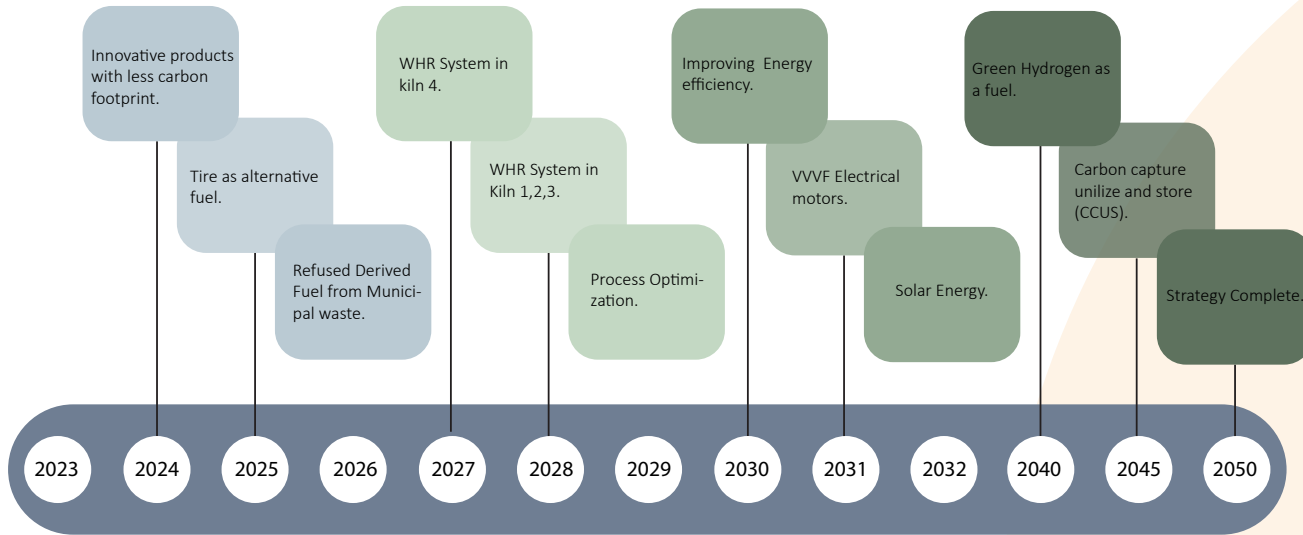 Innovative products
with less carbon
footprint.
Tire as alternative
fuel.
Refused Derived
Fuel from Munici-
pal waste.
WHR System in
kiln 4.
WHR System in
Kiln 1,2,3.
Process Optimi-
zation.
Improving Energy
efficiency.
VVVF Electrical
motors.
Solar Energy.
Green Hydrogen as
a fuel.
Carbon capture
unilize and store
(CCUS).
Strategy Complete.
2023
2024
2025
2026
2027
2028
2029
2030
2031
2032
2040
2045
2050